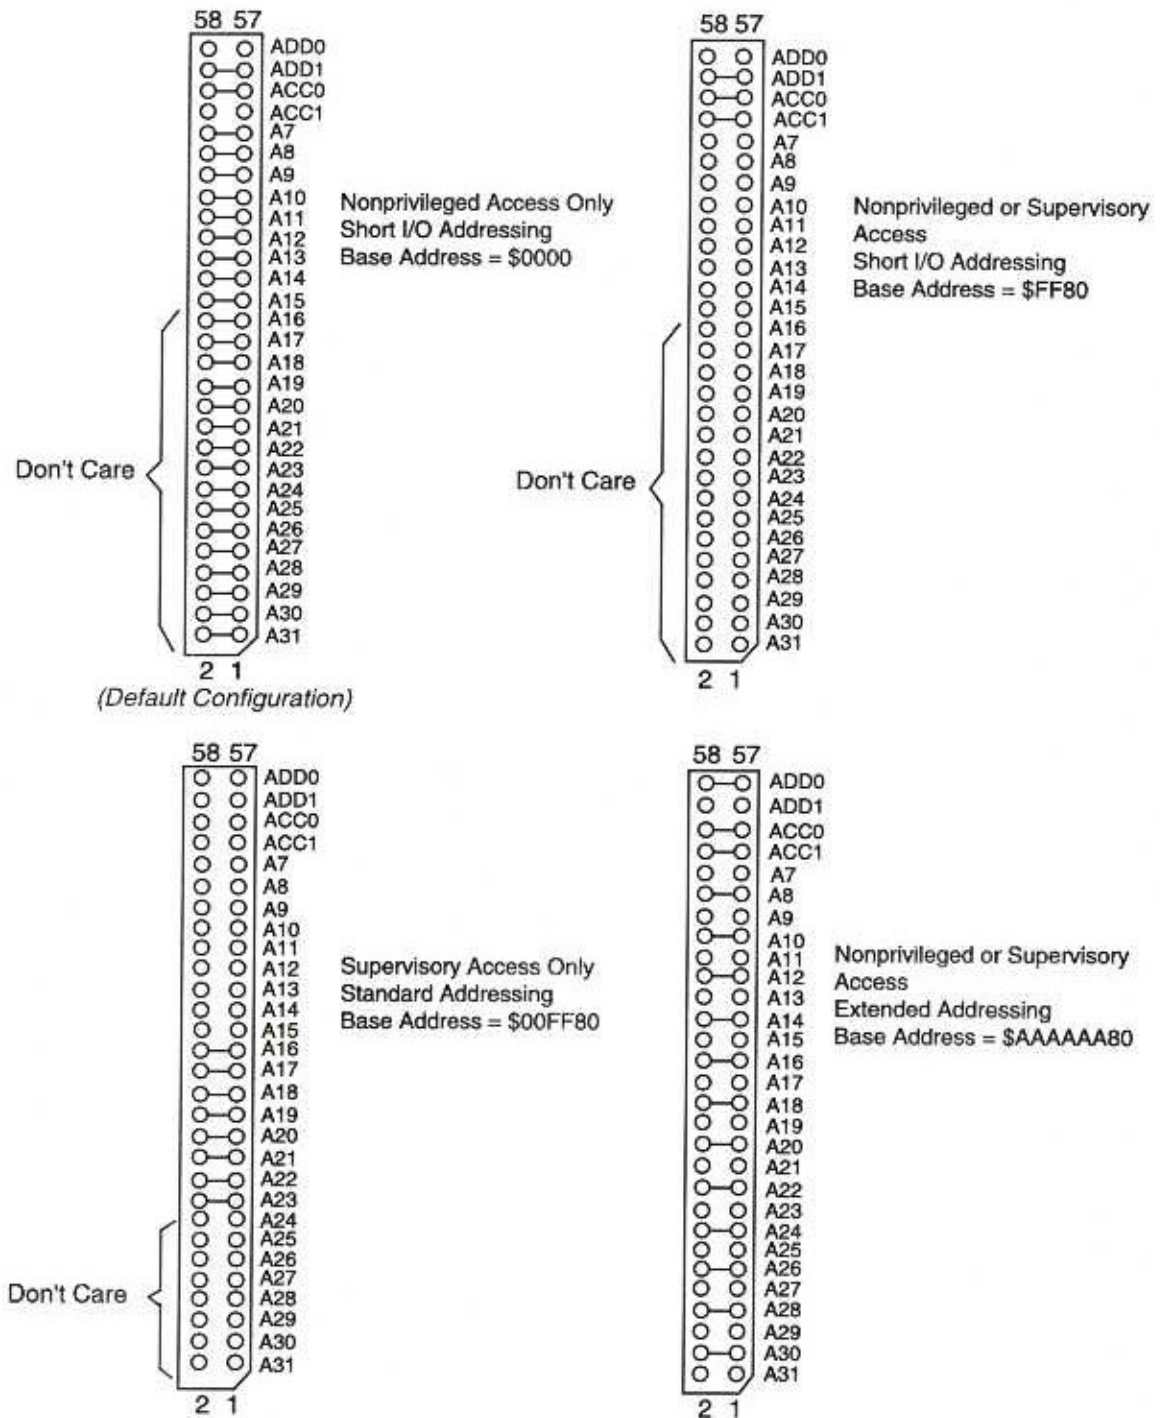 58 57
ADD0
ADD1
ACC0
ACC1
A7
A8
A9
A10
A11
A12
A13
A14
A15
A16
A17
A18
A19
A20
A21
A22
A23
A24
A25
A26
A27
A28
A29
A30
A31
2 1
Nonprivileged Access Only
Short I/O Addressing
Base Address = $0000
Don't Care
(Default Configuration)
58 57
ADD0
ADD1
ACC0
ACC1
A7
A8
A9
A10
A11
A12
A13
A14
A15
A16
A17
A18
A19
A20
A21
A22
A23
A24
A25
A26
A27
A28
A29
A30
A31
2 1
Nonprivileged or Supervisory
Access
Short I/O Addressing
Base Address = $FF80
Don't Care
58 57
ADD0
ADD1
ACC0
ACC1
A7
A8
A9
A10
A11
A12
A13
A14
A15
A16
A17
A18
A19
A20
A21
A22
A23
A24
A25
A26
A27
A28
A29
A30
A31
2 1
Supervisory Access Only
Standard Addressing
Base Address = $00FF80
Don't Care
58 57
ADD0
ADD1
ACC0
ACC1
A7
A8
A9
A10
A11
A12
A13
A14
A15
A16
A17
A18
A19
A20
A21
A22
A23
A24
A25
A26
A27
A28
A29
A30
A31
2 1
Nonprivileged or Supervisory
Access
Extended Addressing
Base Address = $AAAAAA80